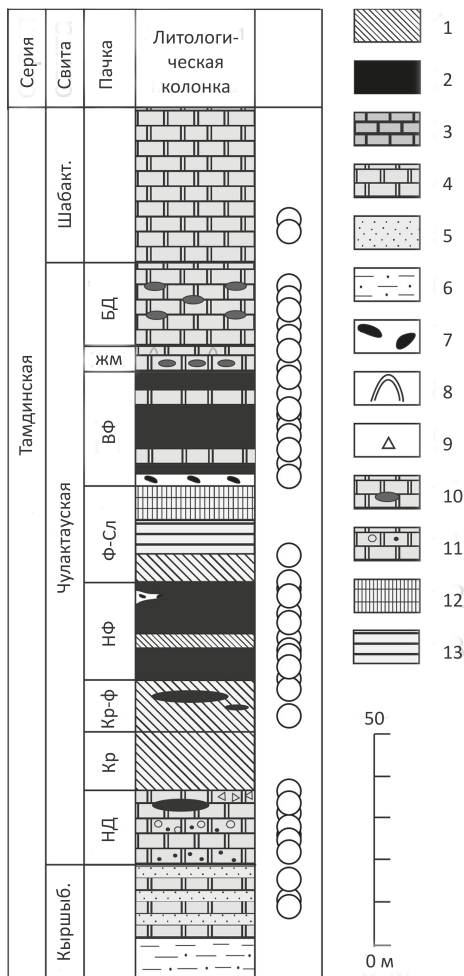 Серия
Свита
Пачка
Литологи-
ческая
колонка
Тамдинская
Шабакт.
Чулактауская
Кыршыб.
БД
жм
ВФ
Ф-Сл
НФ
Кр-ф
Кр
НД
1
2
3
4
5
6
7
8
9
10
11
12
13
50
0 м